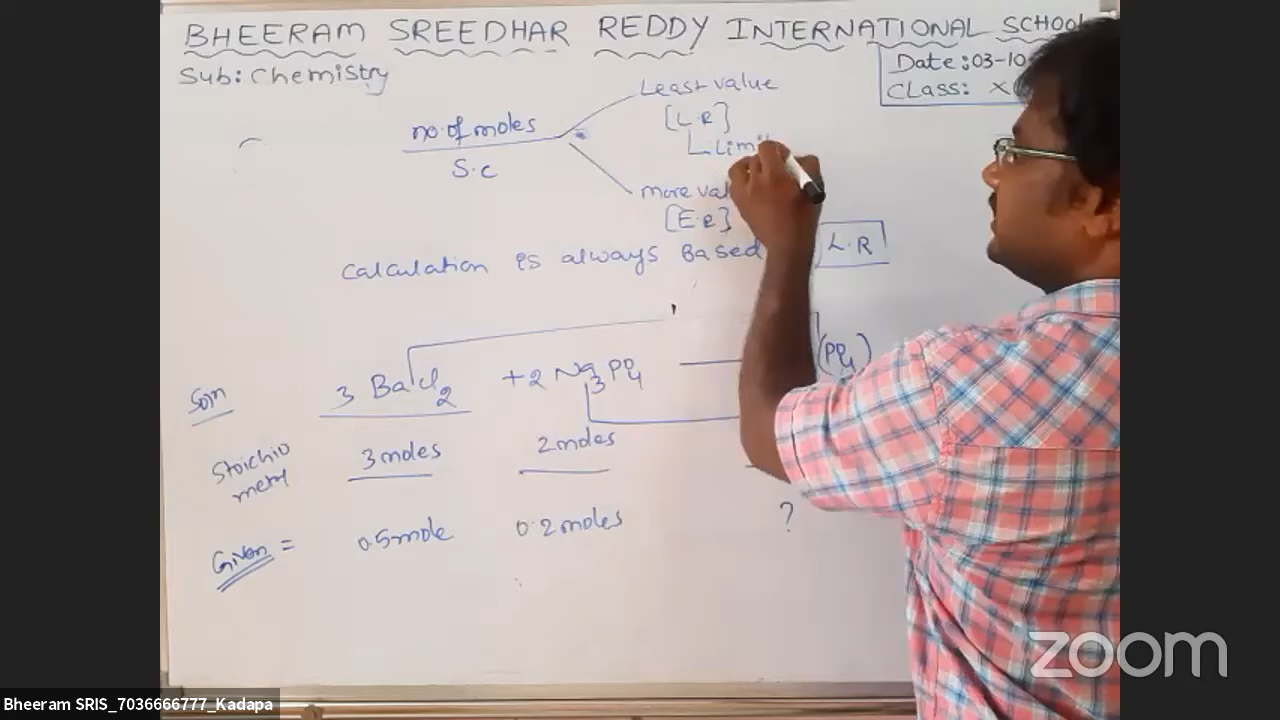 BHEERAM SREEDHAR REDDY INTERNATIONAL SCHOOL
Sub: Chemistry
Date: 03-10
CLASS: X
Least value
no. of moles
[L.R]
Limit
S.C
more val
[E.R]
Calculation is always Based
L.R
Soln
3 BaCl2 + 2 Na3PO4
(PO4)
Stoichio
metry
3 moles
2 moles
Given =
0.5 mole
0.2 moles
?
zoom
Bheeram SRIS_7036666777_Kadapa